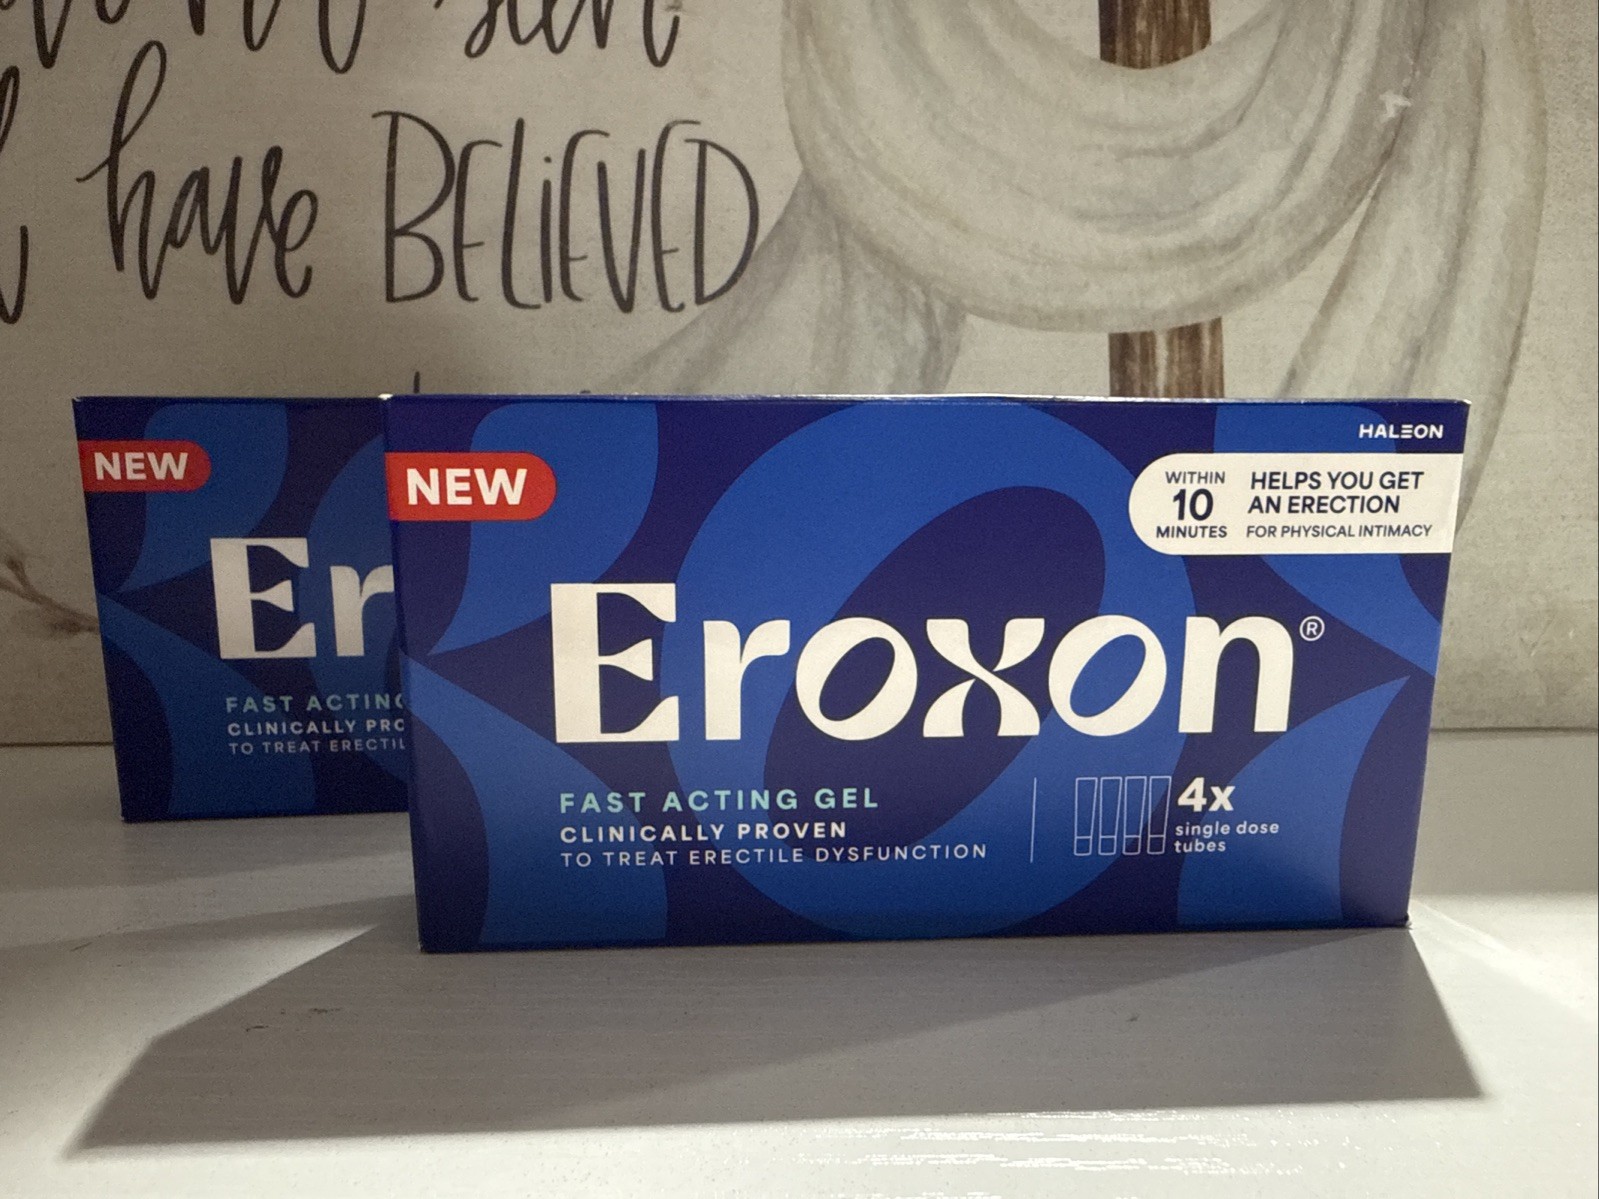 have BELiEVED
NEW
Er
FAST ACTING
CLINICALLY PRO
TO TREAT ERECTIL
NEW
HALEON
WITHIN
10
MINUTES
HELPS YOU GET
AN ERECTION
FOR PHYSICAL INTIMACY
Eroxon®
FAST ACTING GEL
CLINICALLY PROVEN
TO TREAT ERECTILE DYSFUNCTION
4x
single dose
tubes